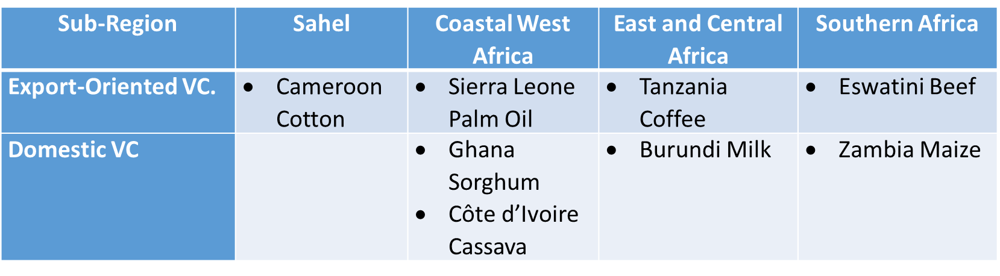 Sub-Region
Sahel
Coastal West
Africa
East and Central
Africa
Southern Africa
Export-Oriented VC.
• Cameroon
Cotton
• Sierra Leone
Palm Oil
• Tanzania
Coffee
• Eswatini Beef
Domestic VC
• Ghana
Sorghum
• Côte d’Ivoire
Cassava
• Burundi Milk
• Zambia Maize